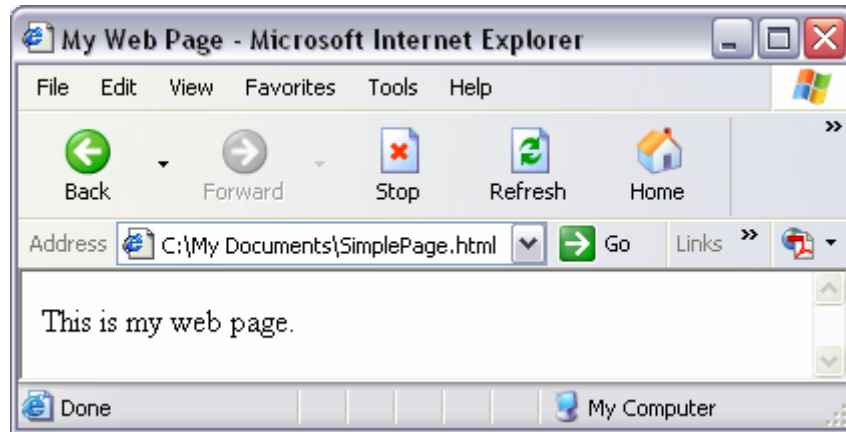 My Web Page - Microsoft Internet Explorer
File Edit View Favorites Tools Help
Back Forward Stop Refresh Home
Address C:\My Documents\SimplePage.html Go Links
This is my web page.
Done My Computer